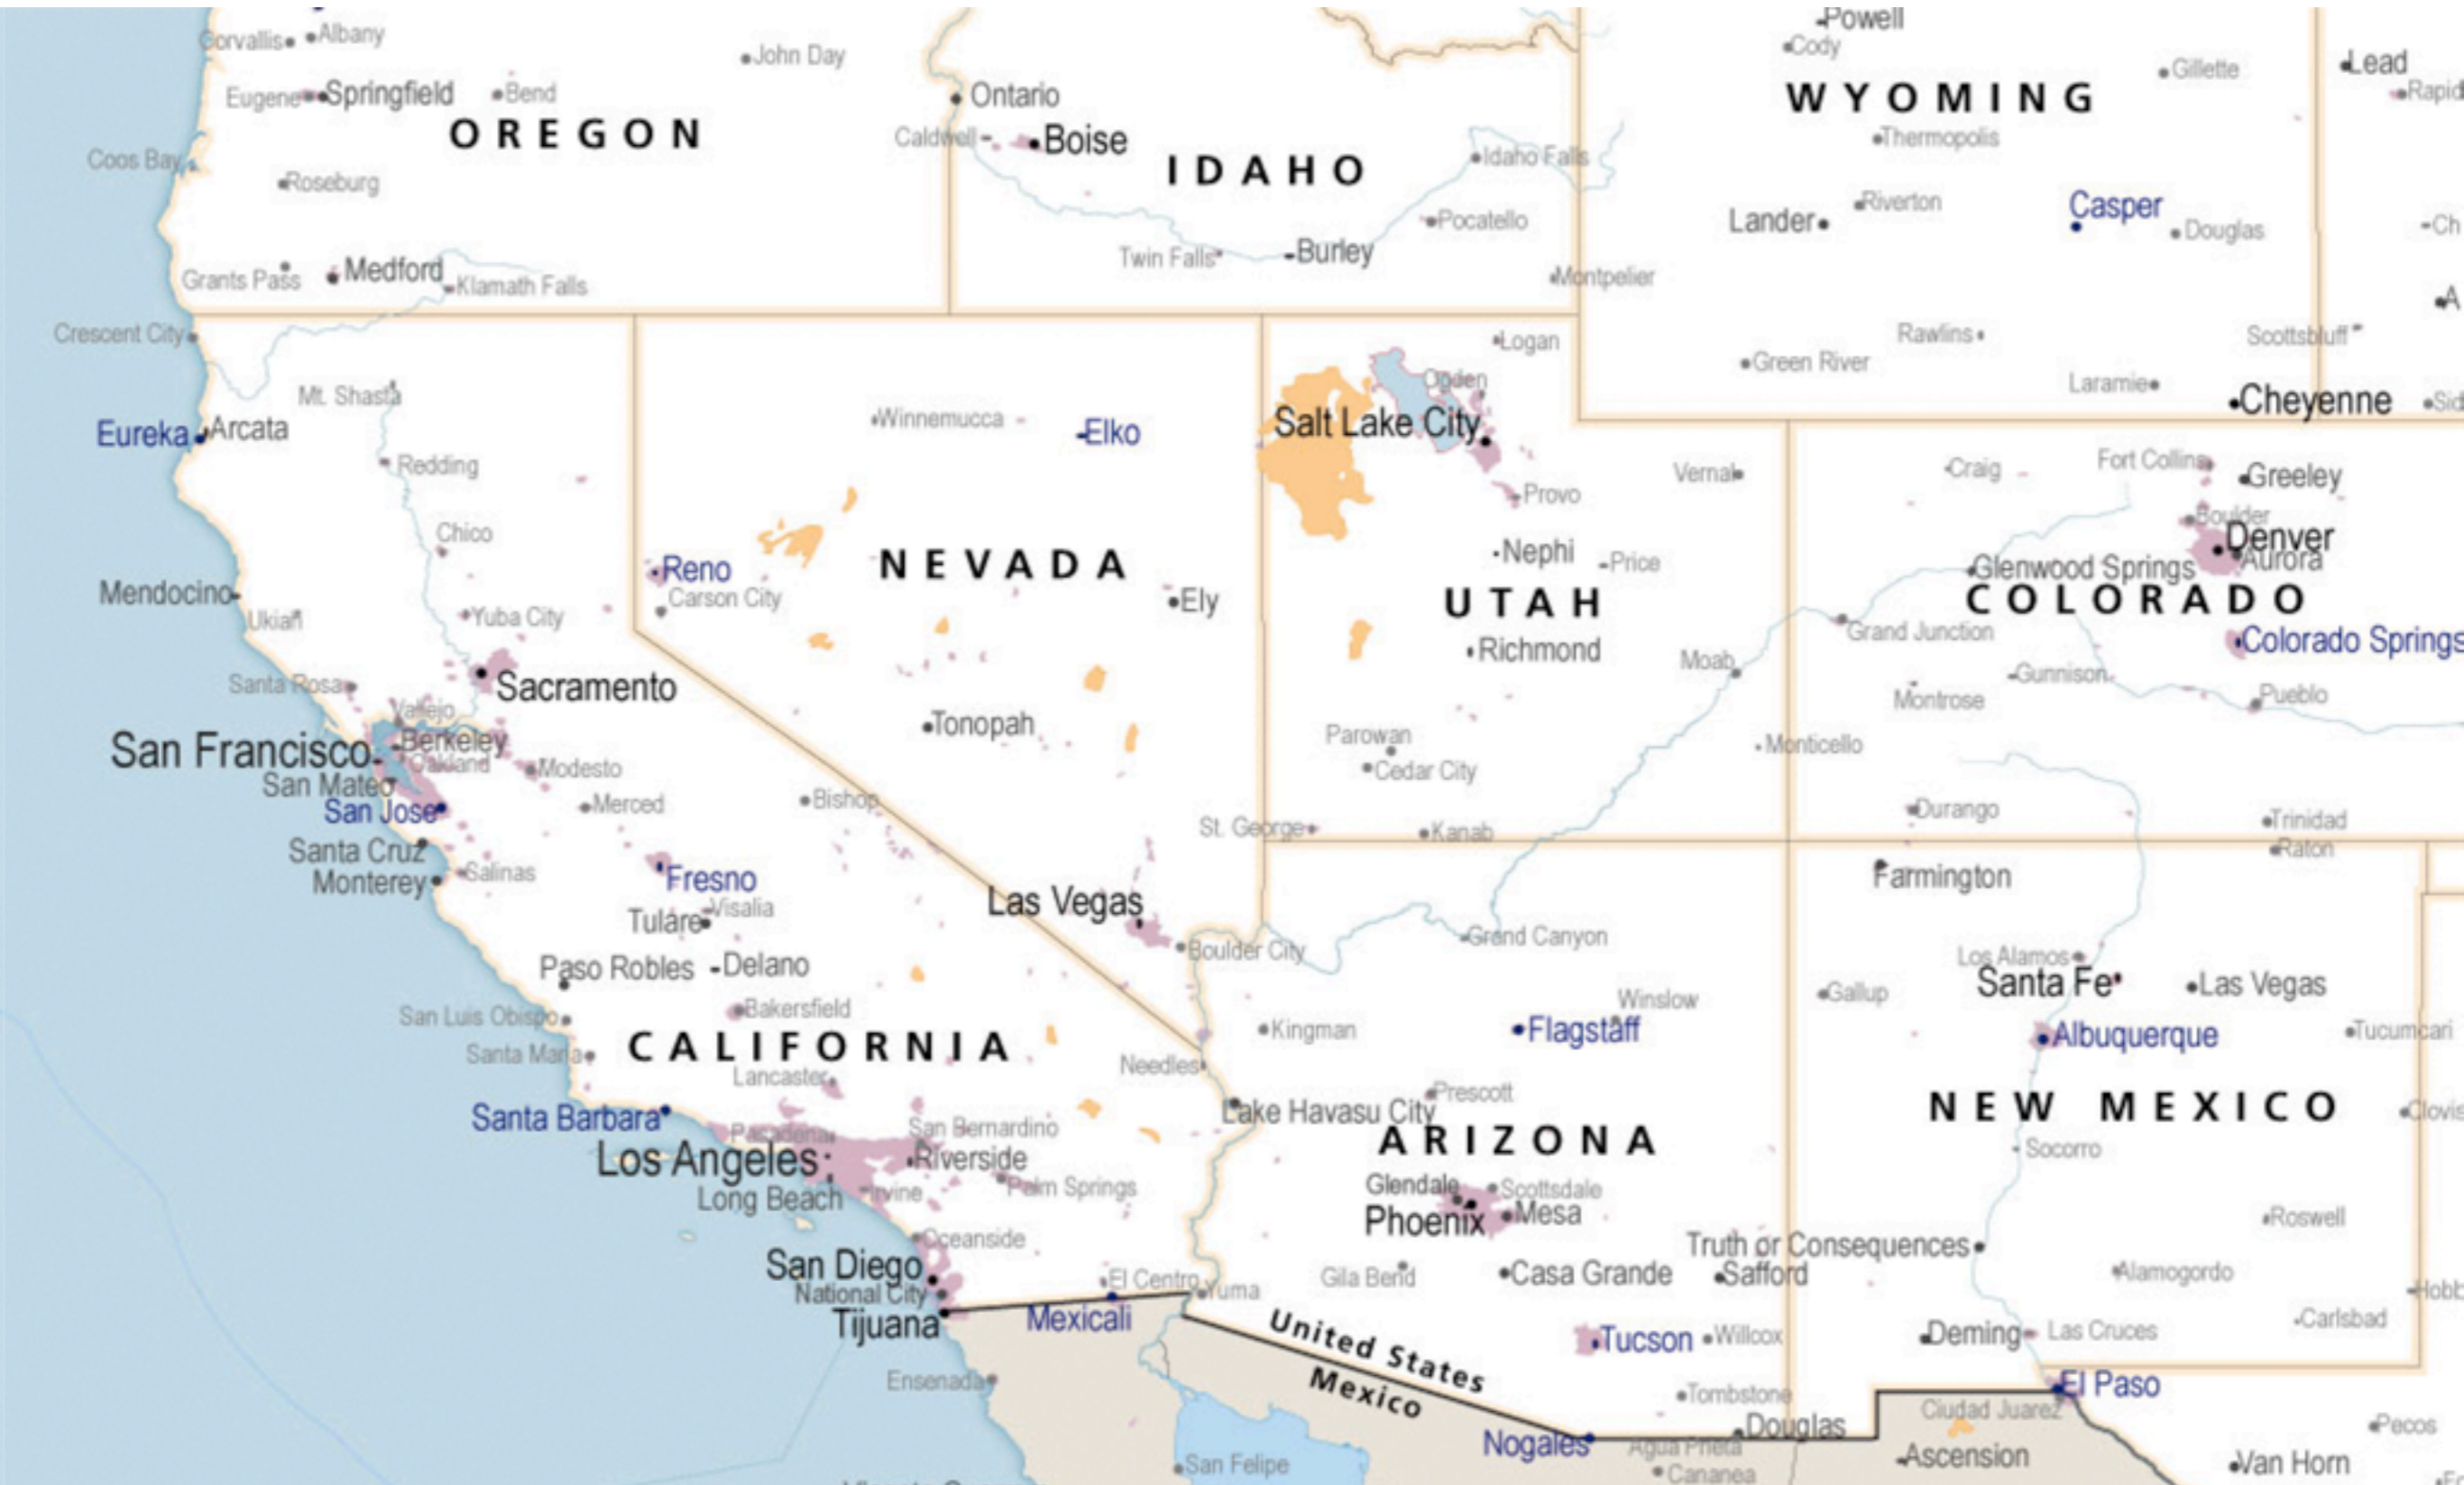 Powell
Corvallis
Albany
Cody
John Day
Lead
Gillette
Rapid
Eugene
Springfield
Bend
Ontario
WYOMING
OREGON
Caldwell
Boise
Thermopolis
Coos Bay
IDAHO
Idaho Falls
Roseburg
Riverton
Casper
Lander
Pocatello
Douglas
Ch
Twin Falls
Burley
Grants Pass
Medford
Klamath Falls
Montpelier
A
Crescent City
Logan
Rawlins
Scottsbluff
Green River
Ogden
Laramie
Mt. Shasta
Cheyenne
Sid
Winnemucca
Elko
Salt Lake City
Eureka
Arcata
Redding
Vernal
Craig
Fort Collins
Greeley
Provo
Boulder
Chico
Denver
Nephi
Price
Aurora
Reno
NEVADA
Glenwood Springs
Carson City
Ely
UTAH
COLORADO
Mendocino
Ukiah
Yuba City
Grand Junction
Colorado Springs
Richmond
Moab
Gunnison
Santa Rosa
Sacramento
Montrose
Pueblo
Vallejo
Tonopah
Parowan
San Francisco
Berkeley
Monticello
Oakland
Modesto
Cedar City
San Mateo
San Jose
Merced
Bishop
Durango
Trinidad
St. George
Kanab
Santa Cruz
Raton
Monterey
Salinas
Fresno
Farmington
Las Vegas
Tulare
Visalia
Boulder City
Grand Canyon
Paso Robles
Delano
Los Alamos
Santa Fe
Las Vegas
Bakersfield
Winslow
Gallup
San Luis Obispo
Kingman
Flagstaff
Albuquerque
Tucumcari
Santa Maria
CALIFORNIA
Needles
Lancaster
Prescott
Santa Barbara
Lake Havasu City
NEW MEXICO
Clovis
Pasadena
San Bernardino
ARIZONA
Socorro
Los Angeles
Riverside
Long Beach
Irvine
Palm Springs
Glendale
Scottsdale
Phoenix
Mesa
Roswell
Oceanside
Truth or Consequences
San Diego
El Centro
Gila Bend
Casa Grande
Safford
Alamogordo
National City
Yuma
Hobb
Tijuana
Mexicali
United States
Tucson
Willcox
Deming
Las Cruces
Carlsbad
Ensenada
Mexico
Tombstone
El Paso
Ciudad Juarez
Nogales
Douglas
Pecos
Agua Prieta
San Felipe
Cananea
Ascension
Van Horn